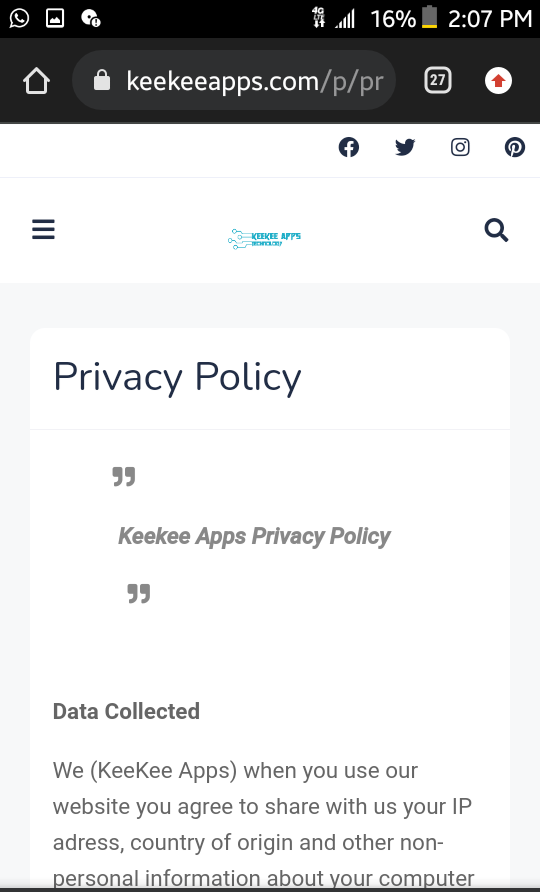 4G LTE 16% 2:07 PM
keekeeapps.com/p/pr 27
KEEKEE APPS
TECHNOLOGY
Privacy Policy
”
Keekee Apps Privacy Policy
”
Data Collected
We (KeeKee Apps) when you use our
website you agree to share with us your IP
adress, country of origin and other non-
personal information about your computer